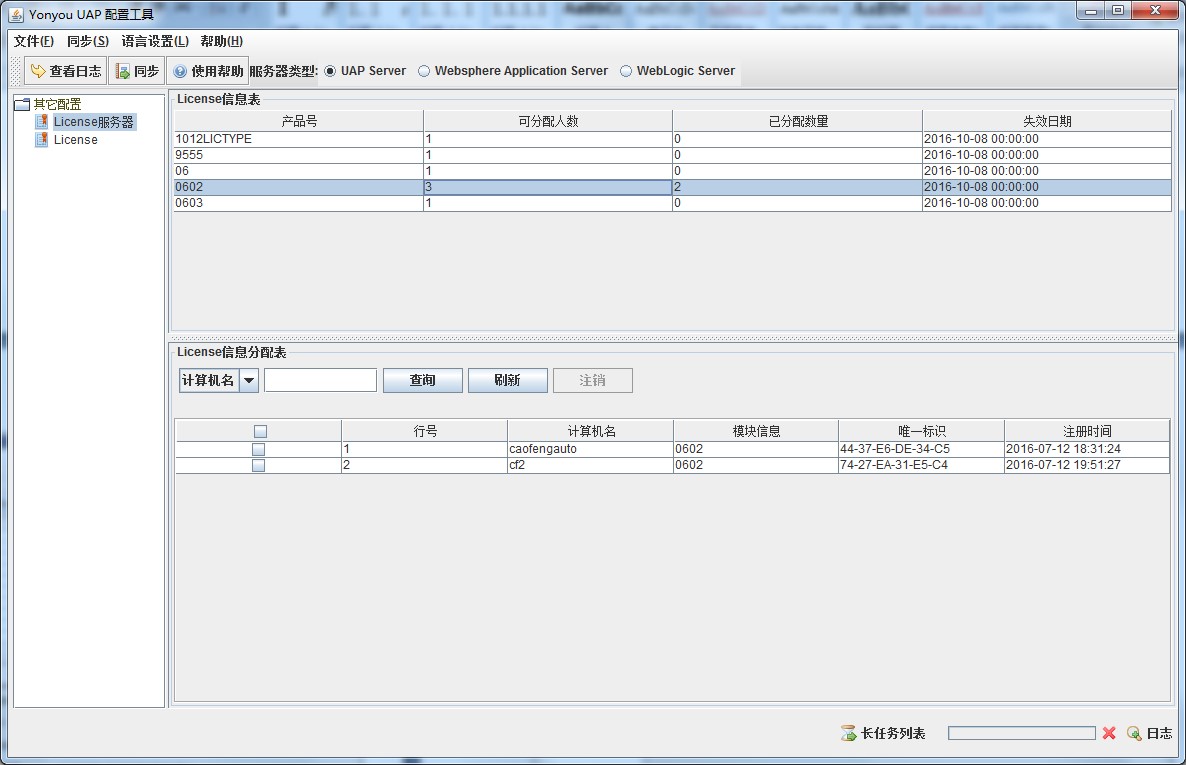 Yonyou UAP 配置工具
文件(F) 同步(S) 语言设置(L) 帮助(H)
查看日志 同步 使用帮助 服务器类型: UAP Server Websphere Application Server WebLogic Server
其它配置
License服务器
License
License信息表
产品号 可分配人数 已分配数量 失效日期
1012LICTYPE 1 0 2016-10-08 00:00:00
9555 1 0 2016-10-08 00:00:00
06 1 0 2016-10-08 00:00:00
0602 3 2 2016-10-08 00:00:00
0603 1 0 2016-10-08 00:00:00
License信息分配表
计算机名 查询 刷新 注销
行号 计算机名 模块信息 唯一标识 注册时间
1 caofengauto 0602 44-37-E6-DE-34-C5 2016-07-12 18:31:24
2 cf2 0602 74-27-EA-31-E5-C4 2016-07-12 19:51:27
长任务列表 日志